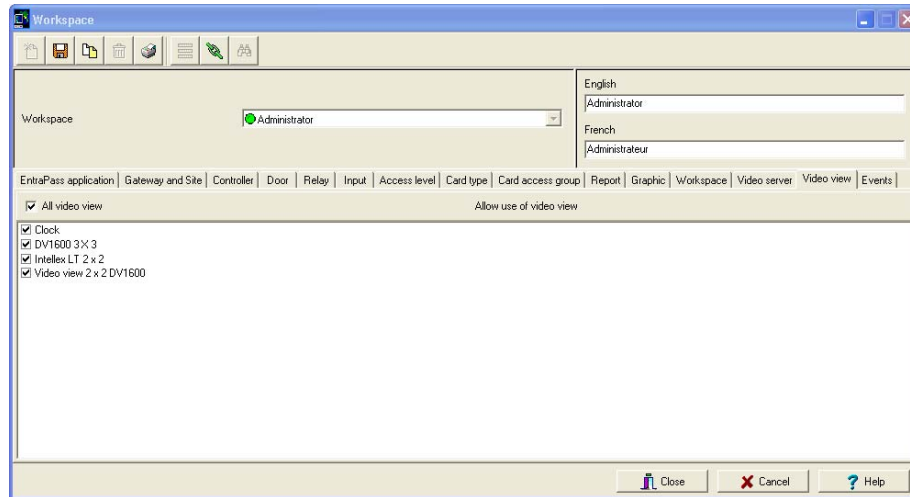 Workspace
English
Administrator
Workspace
Administrator
French
Administrateur
EntraPass application Gateway and Site Controller Door Relay Input Access level Card type Card access group Report Graphic Workspace Video server Video view Events
All video view Allow use of video view
Clock
DV1600 3 X 3
Intellex LT 2 x 2
Video view 2 x 2 DV1600
Close Cancel Help